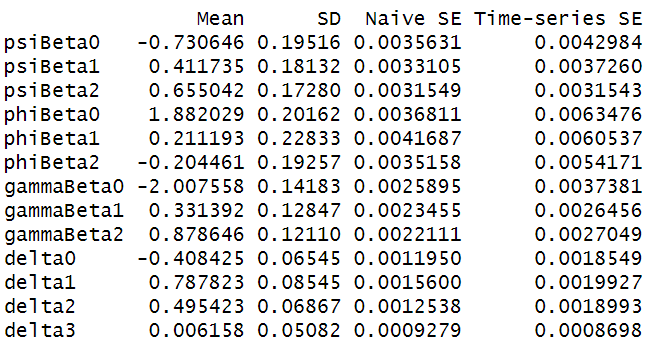 Mean SD Naive SE Time-series SE
psiBeta0 -0.730646 0.19516 0.0035631 0.0042984
psiBeta1 0.411735 0.18132 0.0033105 0.0037260
psiBeta2 0.655042 0.17280 0.0031549 0.0031543
phiBeta0 1.882029 0.20162 0.0036811 0.0063476
phiBeta1 0.211193 0.22833 0.0041687 0.0060537
phiBeta2 -0.204461 0.19257 0.0035158 0.0054171
gammaBeta0 -2.007558 0.14183 0.0025895 0.0037381
gammaBeta1 0.331392 0.12847 0.0023455 0.0026456
gammaBeta2 0.878646 0.12110 0.0022111 0.0027049
delta0 -0.408425 0.06545 0.0011950 0.0018549
delta1 0.787823 0.08545 0.0015600 0.0019927
delta2 0.495423 0.06867 0.0012538 0.0018993
delta3 0.006158 0.05082 0.0009279 0.0008698